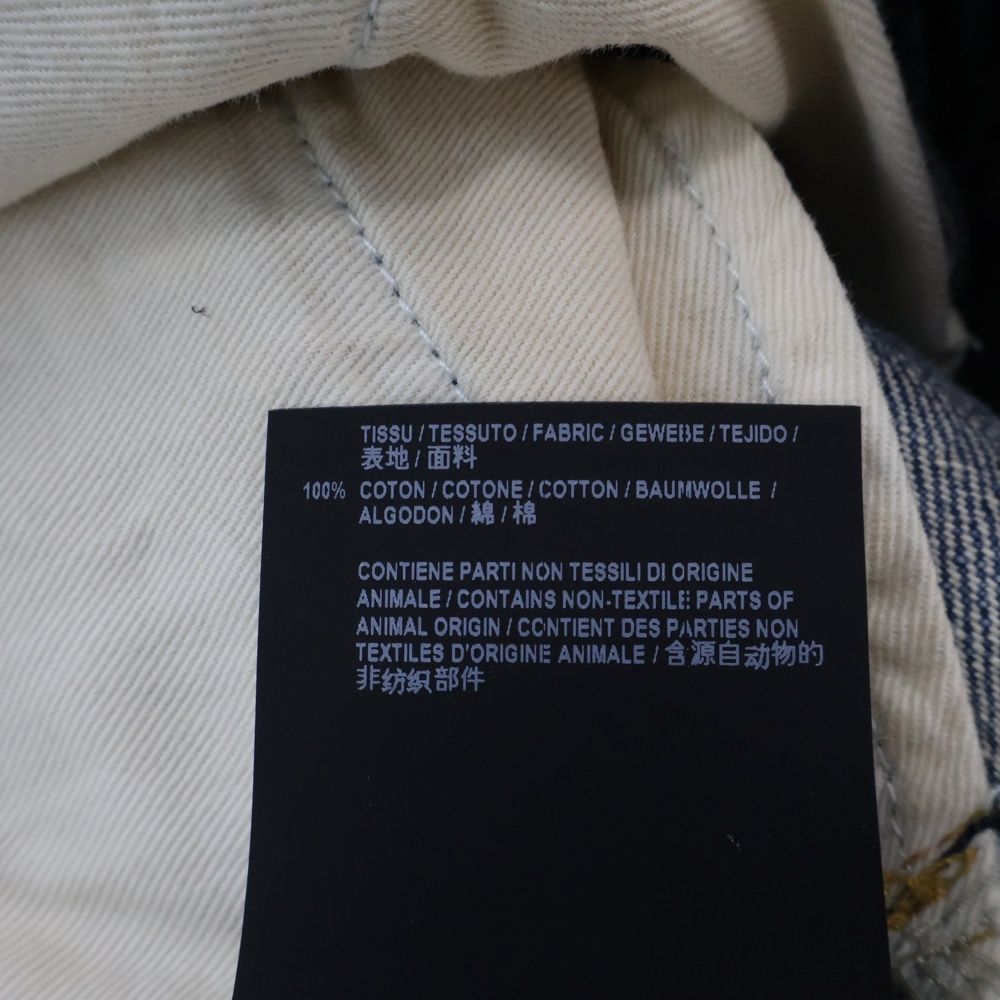 TISSU / TESSUTO / FABRIC / GEWEBE / TEJIDO /
表地 / 面料
100% COTON / COTONE / COTTON / BAUMWOLLE /
ALGODON / 綿 / 棉
CONTIENE PARTI NON TESSILI DI ORIGINE
ANIMALE / CONTAINS NON-TEXTILE PARTS OF
ANIMAL ORIGIN / CONTIENT DES PARTIES NON
TEXTILES D'ORIGINE ANIMALE / 含源自动物的
非纺织部件